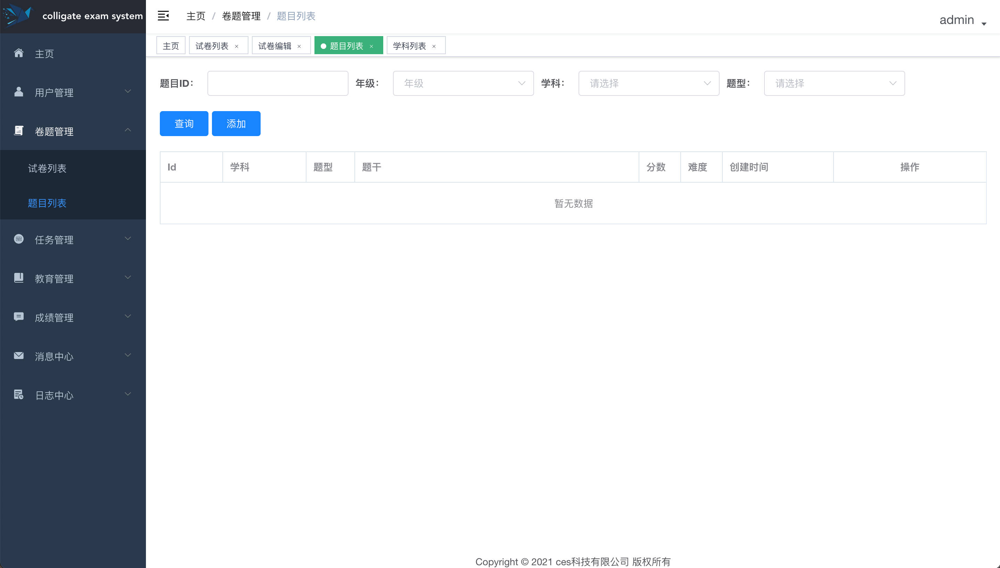 colligate exam system
主页 / 卷题管理 / 题目列表
admin
主页 试卷列表 × 试卷编辑 × 题目列表 × 学科列表 ×
主页
用户管理
卷题管理
试卷列表
题目列表
任务管理
教育管理
成绩管理
消息中心
日志中心
题目ID： 年级： 年级 学科： 请选择 题型： 请选择
查询 添加
Id 学科 题型 题干 分数 难度 创建时间 操作
暂无数据
Copyright © 2021 ces科技有限公司 版权所有